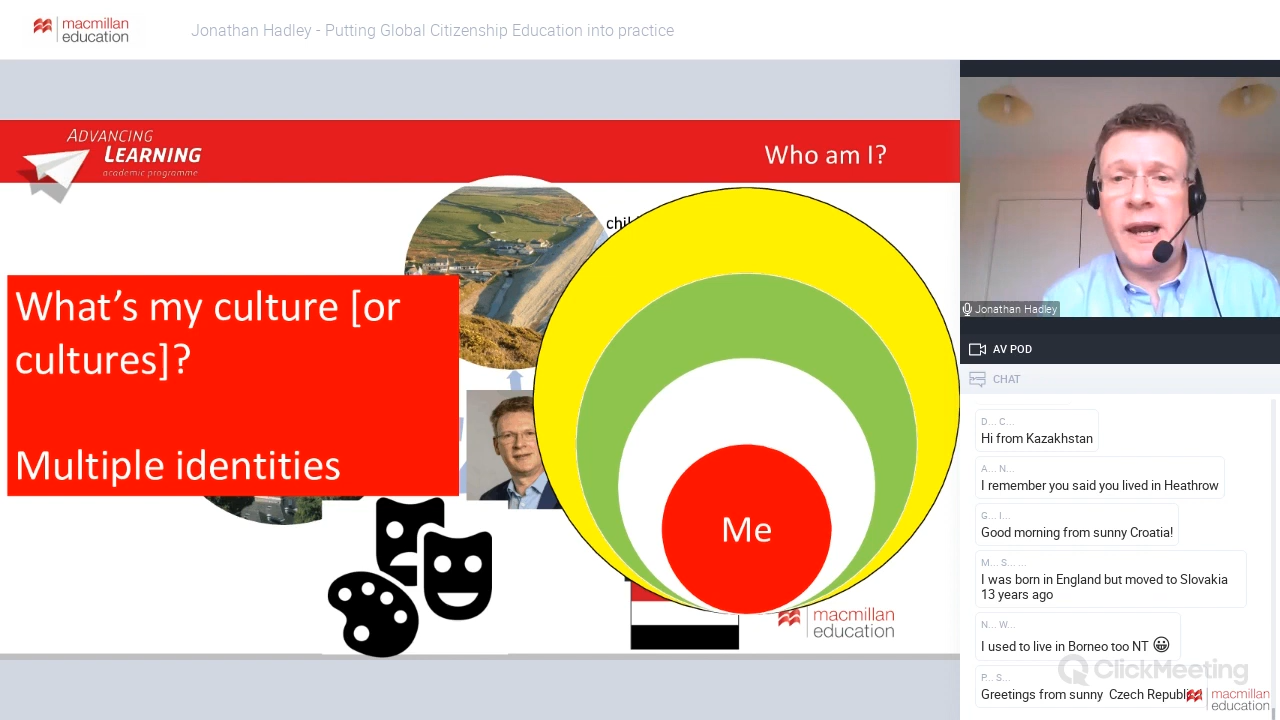 macmillan
education
Jonathan Hadley - Putting Global Citizenship Education into practice
ADVANCING
LEARNING
academic programme
Who am I?
What's my culture [or
cultures]?
Multiple identities
Me
macmillan
education
Jonathan Hadley
AV POD
CHAT
D... C...
Hi from Kazakhstan
A... N...
I remember you said you lived in Heathrow
G... I...
Good morning from sunny Croatia!
M... S... ...
I was born in England but moved to Slovakia
13 years ago
N... W...
I used to live in Borneo too NT 😀
P... S...
Greetings from sunny Czech
ClickMeeting
macmillan
education